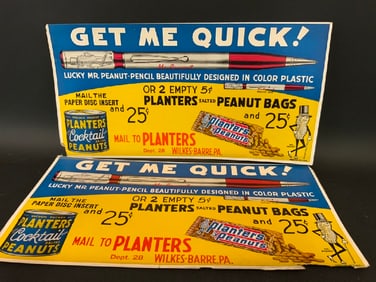 GET ME QUICK!
LUCKY MR. PEANUT-PENCIL BEAUTIFULLY DESIGNED IN COLOR PLASTIC
MAIL THE
PAPER DISC INSERT
OR 2 EMPTY 5¢
PLANTERS SALTED PEANUT BAGS
PLANTERS
Cocktail
PEANUTS
and 25¢
Planters
Peanuts
and 25¢
MAIL TO PLANTERS
Dept. 28 WILKES-BARRE, PA.
GET ME QUICK!
LUCKY MR. PEANUT-PENCIL BEAUTIFULLY DESIGNED IN COLOR PLASTIC
MAIL THE
PAPER DISC INSERT
OR 2 EMPTY 5¢
PLANTERS SALTED PEANUT BAGS
PLANTERS
Cocktail
PEANUTS
and 25¢
Planters
Peanuts
and 25¢
MAIL TO PLANTERS
Dept. 28 WILKES-BARRE, PA.